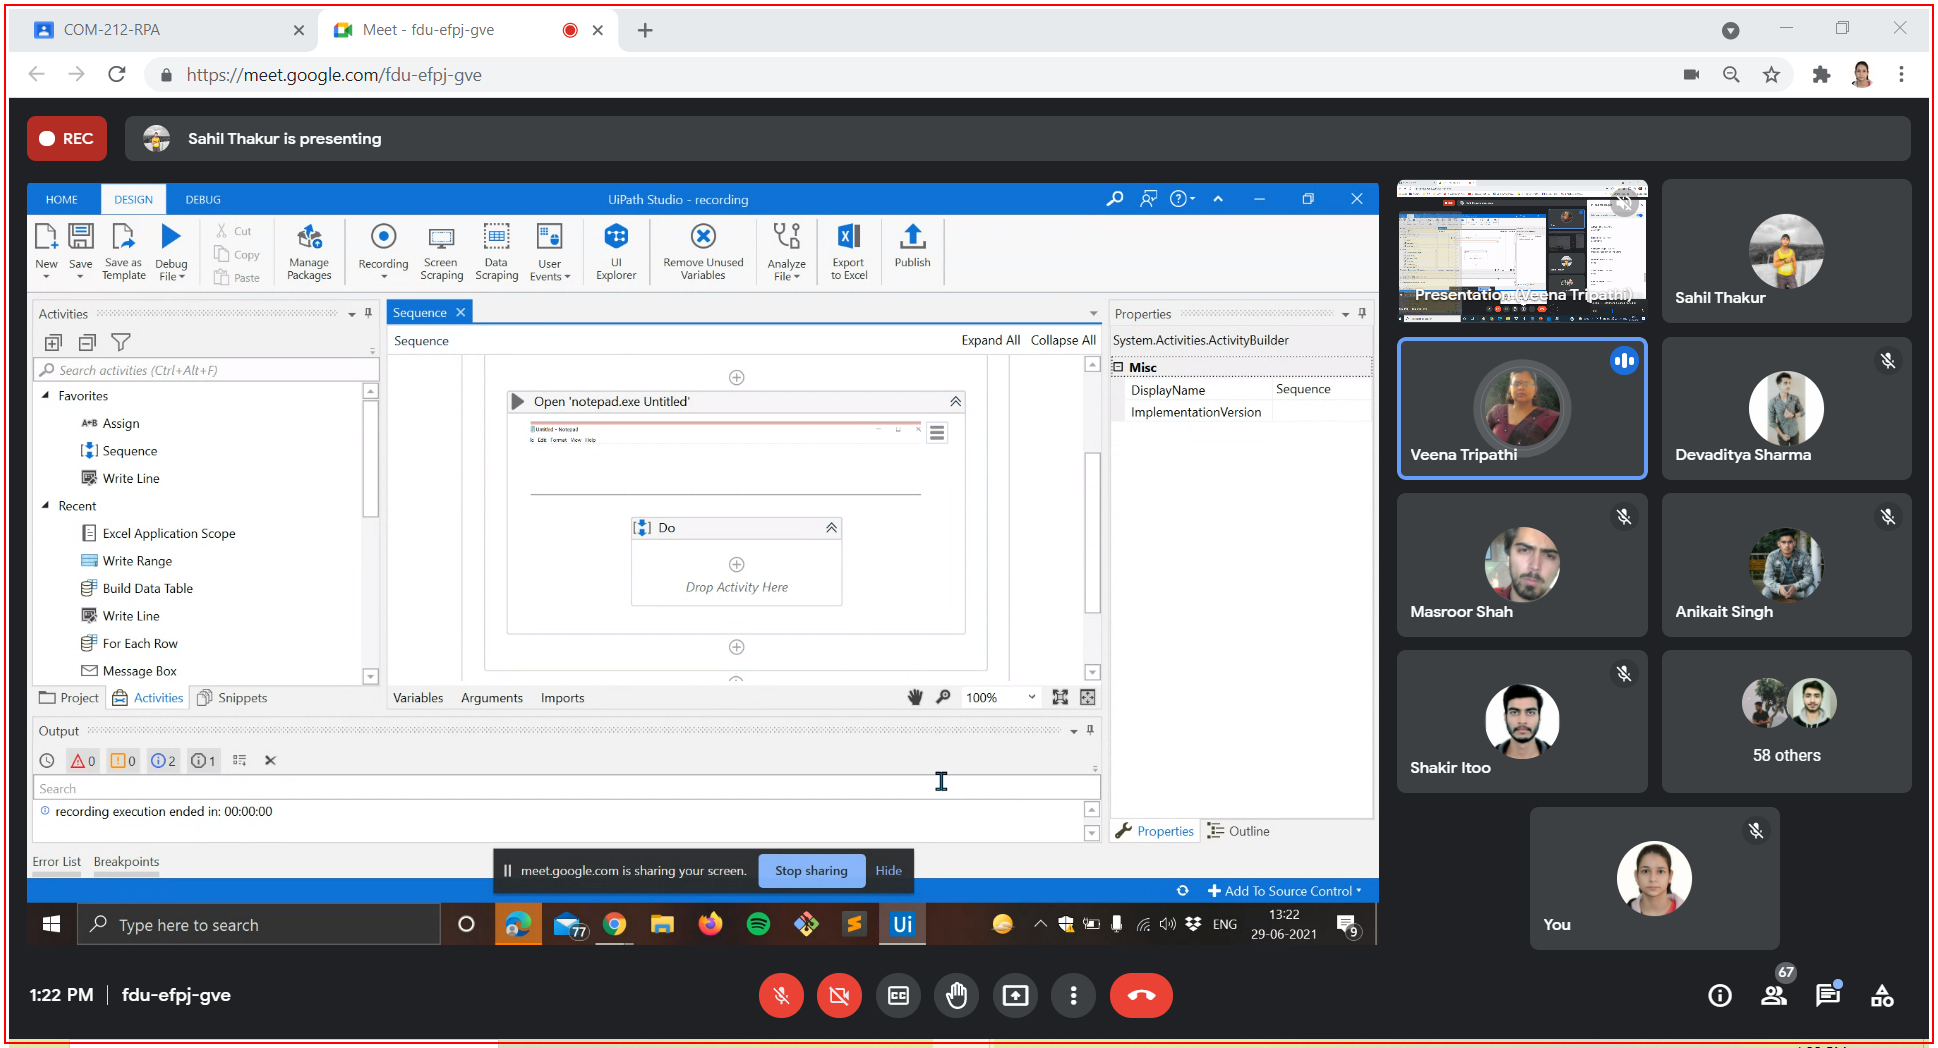 COM-212-RPA
Meet - fdu-efpj-gve
https://meet.google.com/fdu-efpj-gve
REC
Sahil Thakur is presenting
HOME DESIGN DEBUG
UiPath Studio - recording
New
Save
Save as Template
Debug File
Cut
Copy
Paste
Manage Packages
Recording
Screen Scraping
Data Scraping
User Events
UI Explorer
Remove Unused Variables
Analyze File
Export to Excel
Publish
Activities
Search activities (Ctrl+Alt+F)
Favorites
Assign
Sequence
Write Line
Recent
Excel Application Scope
Write Range
Build Data Table
Write Line
For Each Row
Message Box
Project Activities Snippets
Sequence
Sequence
Expand All Collapse All
Open 'notepad.exe Untitled'
Untitled - Notepad
Edit Format View Help
Do
Drop Activity Here
Variables Arguments Imports
100%
Properties
System.Activities.ActivityBuilder
Misc
DisplayName Sequence
ImplementationVersion
Properties Outline
Output
0 0 2 1
Search
recording execution ended in: 00:00:00
Error List Breakpoints
meet.google.com is sharing your screen. Stop sharing Hide
Add To Source Control
Type here to search
77
Ui
ENG
13:22
29-06-2021
9
Presentation (Veena Tripathi)
Sahil Thakur
Veena Tripathi
Devaditya Sharma
Masroor Shah
Anikait Singh
Shakir Itoo
58 others
You
1:22 PM fdu-efpj-gve
67